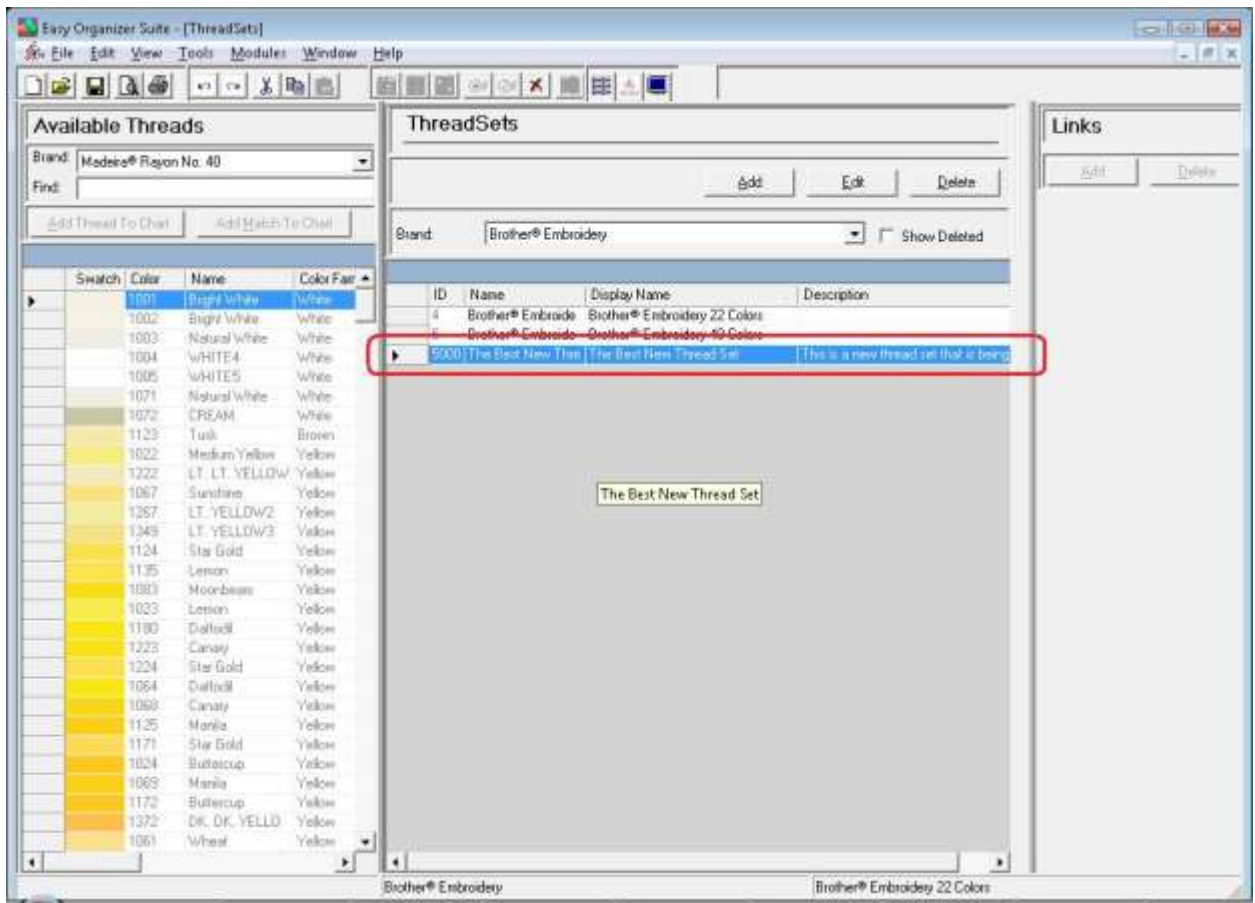 Easy Organizer Suite - [ThreadSets]
File Edit View Tools Modules Window Help
Available Threads
Brand: Madeira® Rayon No. 40
Find:
Add Thread To Chart Add Match To Chart
Swatch Color Name Color Fam
1001 Bright White White
1002 Bright White White
1003 Natural White White
1004 WHITE4 White
1005 WHITE5 White
1071 Natural White White
1072 CREAM White
1123 Tusk Brown
1022 Medium Yellow Yellow
1222 LT. LT. YELLOW Yellow
1067 Sunshine Yellow
1267 LT. YELLOW2 Yellow
1349 LT. YELLOW3 Yellow
1124 Star Gold Yellow
1135 Lemon Yellow
1083 Moonbeam Yellow
1023 Lemon Yellow
1180 Daffodil Yellow
1223 Canary Yellow
1224 Star Gold Yellow
1064 Daffodil Yellow
1068 Canary Yellow
1125 Manila Yellow
1171 Star Gold Yellow
1024 Buttercup Yellow
1069 Manila Yellow
1172 Buttercup Yellow
1372 DK. DK. YELLO Yellow
1061 Wheat Yellow
ThreadSets
Add Edit Delete
Brand: Brother® Embroidery Show Deleted
ID Name Display Name Description
4 Brother® Embroide Brother® Embroidery 22 Colors
Brother® Embroide Brother® Embroidery 40 Colors
5000 The Best New Thre The Best New Thread Set This is a new thread set that is being
The Best New Thread Set
Links
Add Delete
Brother® Embroidery Brother® Embroidery 22 Colors